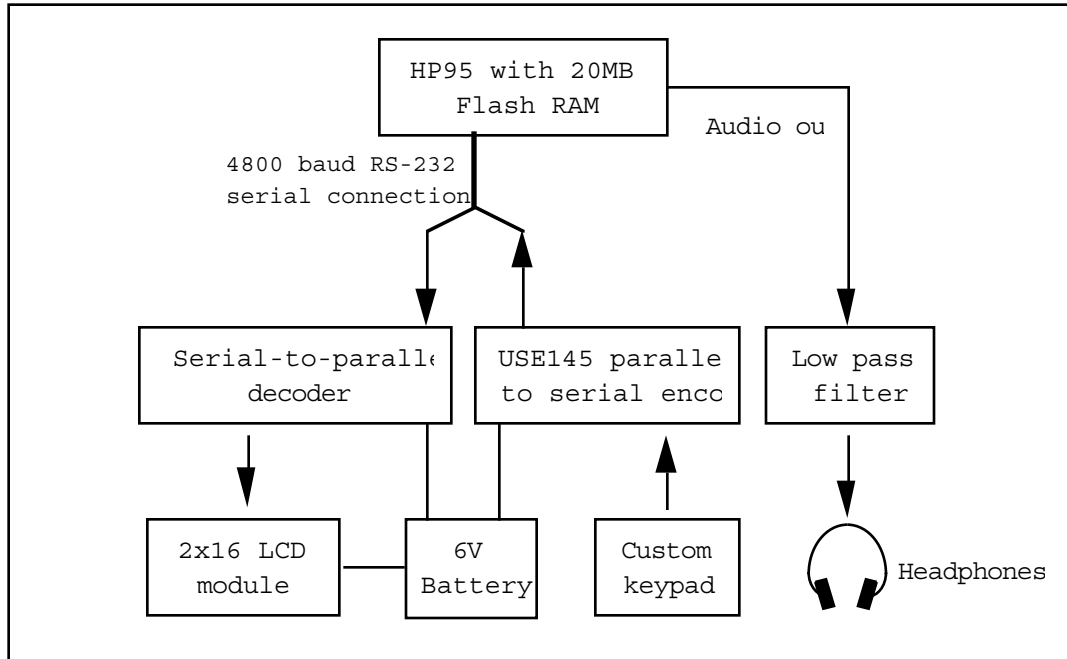 HP95 with 20MB
Flash RAM
Audio ou
4800 baud RS-232
serial connection
Serial-to-paralle
decoder
USE145 paralle
to serial enco
Low pass
filter
2x16 LCD
module
6V
Battery
Custom
keypad
Headphones